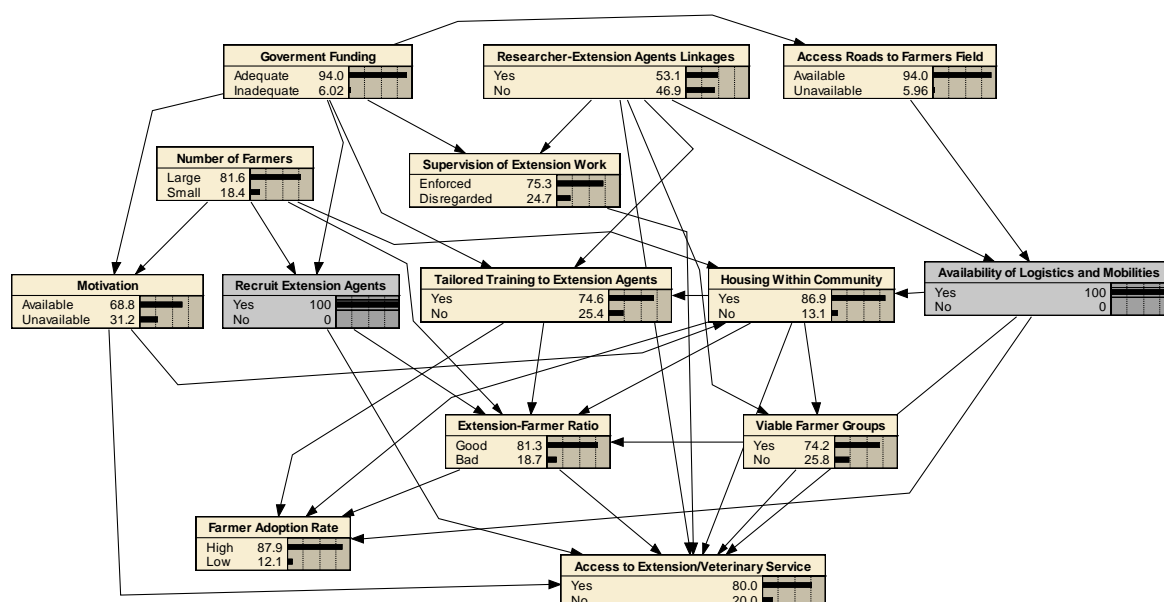 Goverment Funding
Adequate 94.0
Inadequate 6.02
Researcher-Extension Agents Linkages
Yes 53.1
No 46.9
Access Roads to Farmers Field
Available 94.0
Unavailable 5.96
Number of Farmers
Large 81.6
Small 18.4
Supervision of Extension Work
Enforced 75.3
Disregarded 24.7
Motivation
Available 68.8
Unavailable 31.2
Recruit Extension Agents
Yes 100
No 0
Tailored Training to Extension Agents
Yes 74.6
No 25.4
Housing Within Community
Yes 86.9
No 13.1
Availability of Logistics and Mobilities
Yes 100
No 0
Extension-Farmer Ratio
Good 81.3
Bad 18.7
Viable Farmer Groups
Yes 74.2
No 25.8
Farmer Adoption Rate
High 87.9
Low 12.1
Access to Extension/Veterinary Service
Yes 80.0
No 20.0